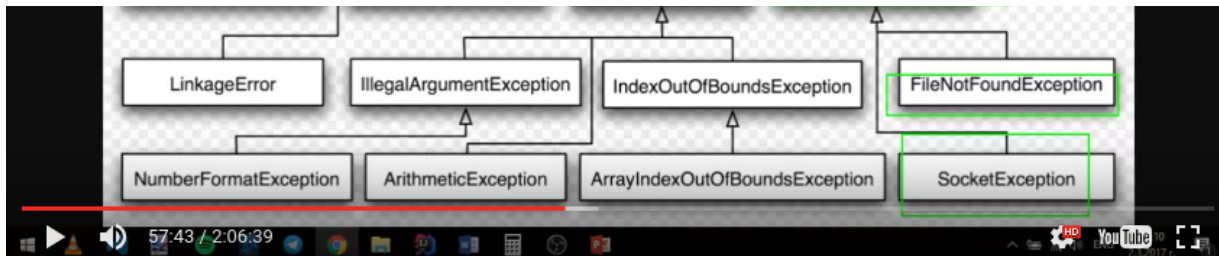 LinkageError IllegalArgumentException IndexOutOfBoundsException FileNotFoundException
NumberFormatException ArithmeticException ArrayIndexOutOfBoundsException SocketException
57:43 / 2:06:39 HD YouTube